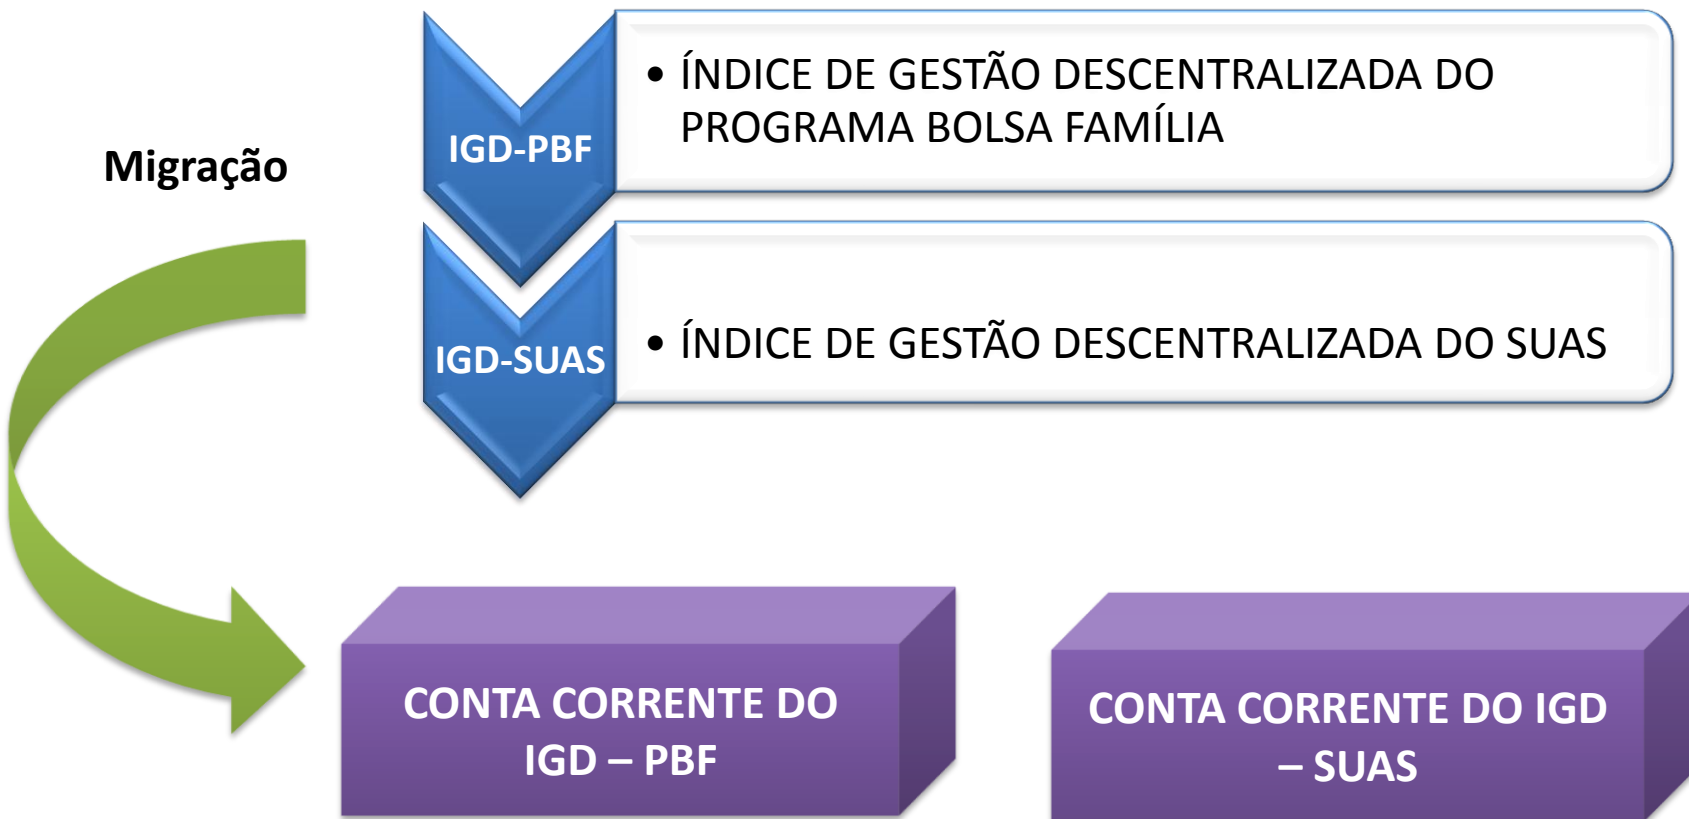 Migração
IGD-PBF
• ÍNDICE DE GESTÃO DESCENTRALIZADA DO
PROGRAMA BOLSA FAMÍLIA
IGD-SUAS
• ÍNDICE DE GESTÃO DESCENTRALIZADA DO SUAS
CONTA CORRENTE DO
IGD – PBF
CONTA CORRENTE DO IGD
– SUAS